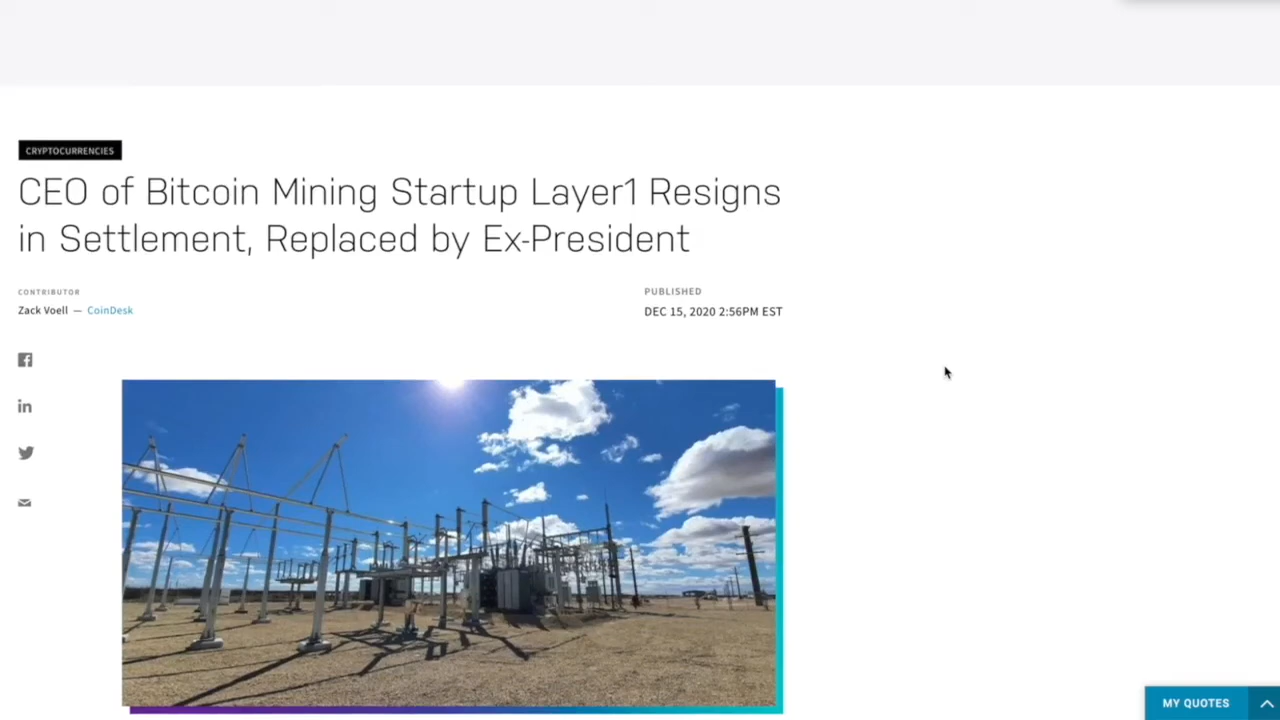 CRYPTOCURRENCIES
CEO of Bitcoin Mining Startup Layer1 Resigns
in Settlement, Replaced by Ex-President
CONTRIBUTOR
Zack Voell — CoinDesk
PUBLISHED
DEC 15, 2020 2:56PM EST
MY QUOTES